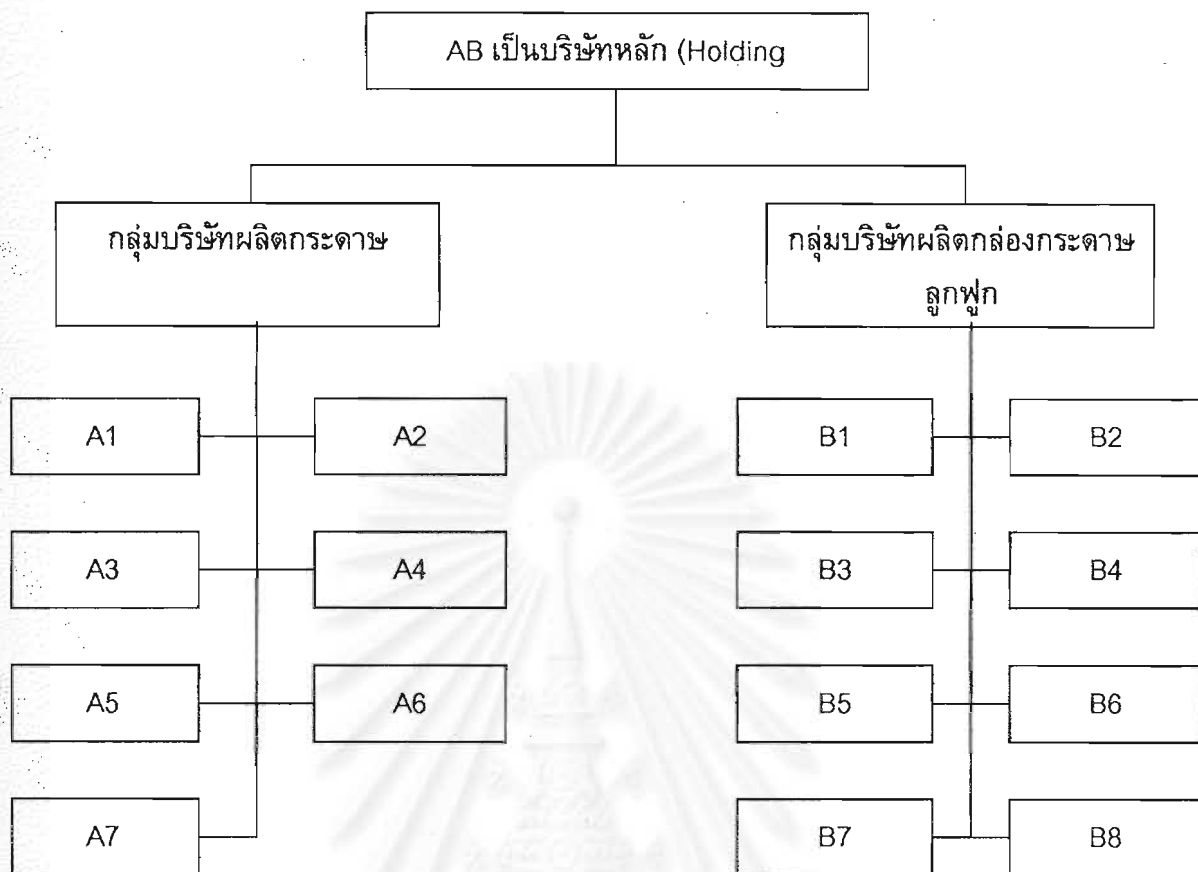 AB เป็นบริษัทหลัก (Holding
กลุ่มบริษัทผลิตกระดาษ
กลุ่มบริษัทผลิตกล่องกระดาษ
ลูกฟูก
A1
A2
B1
B2
A3
A4
B3
B4
A5
A6
B5
B6
A7
B7
B8